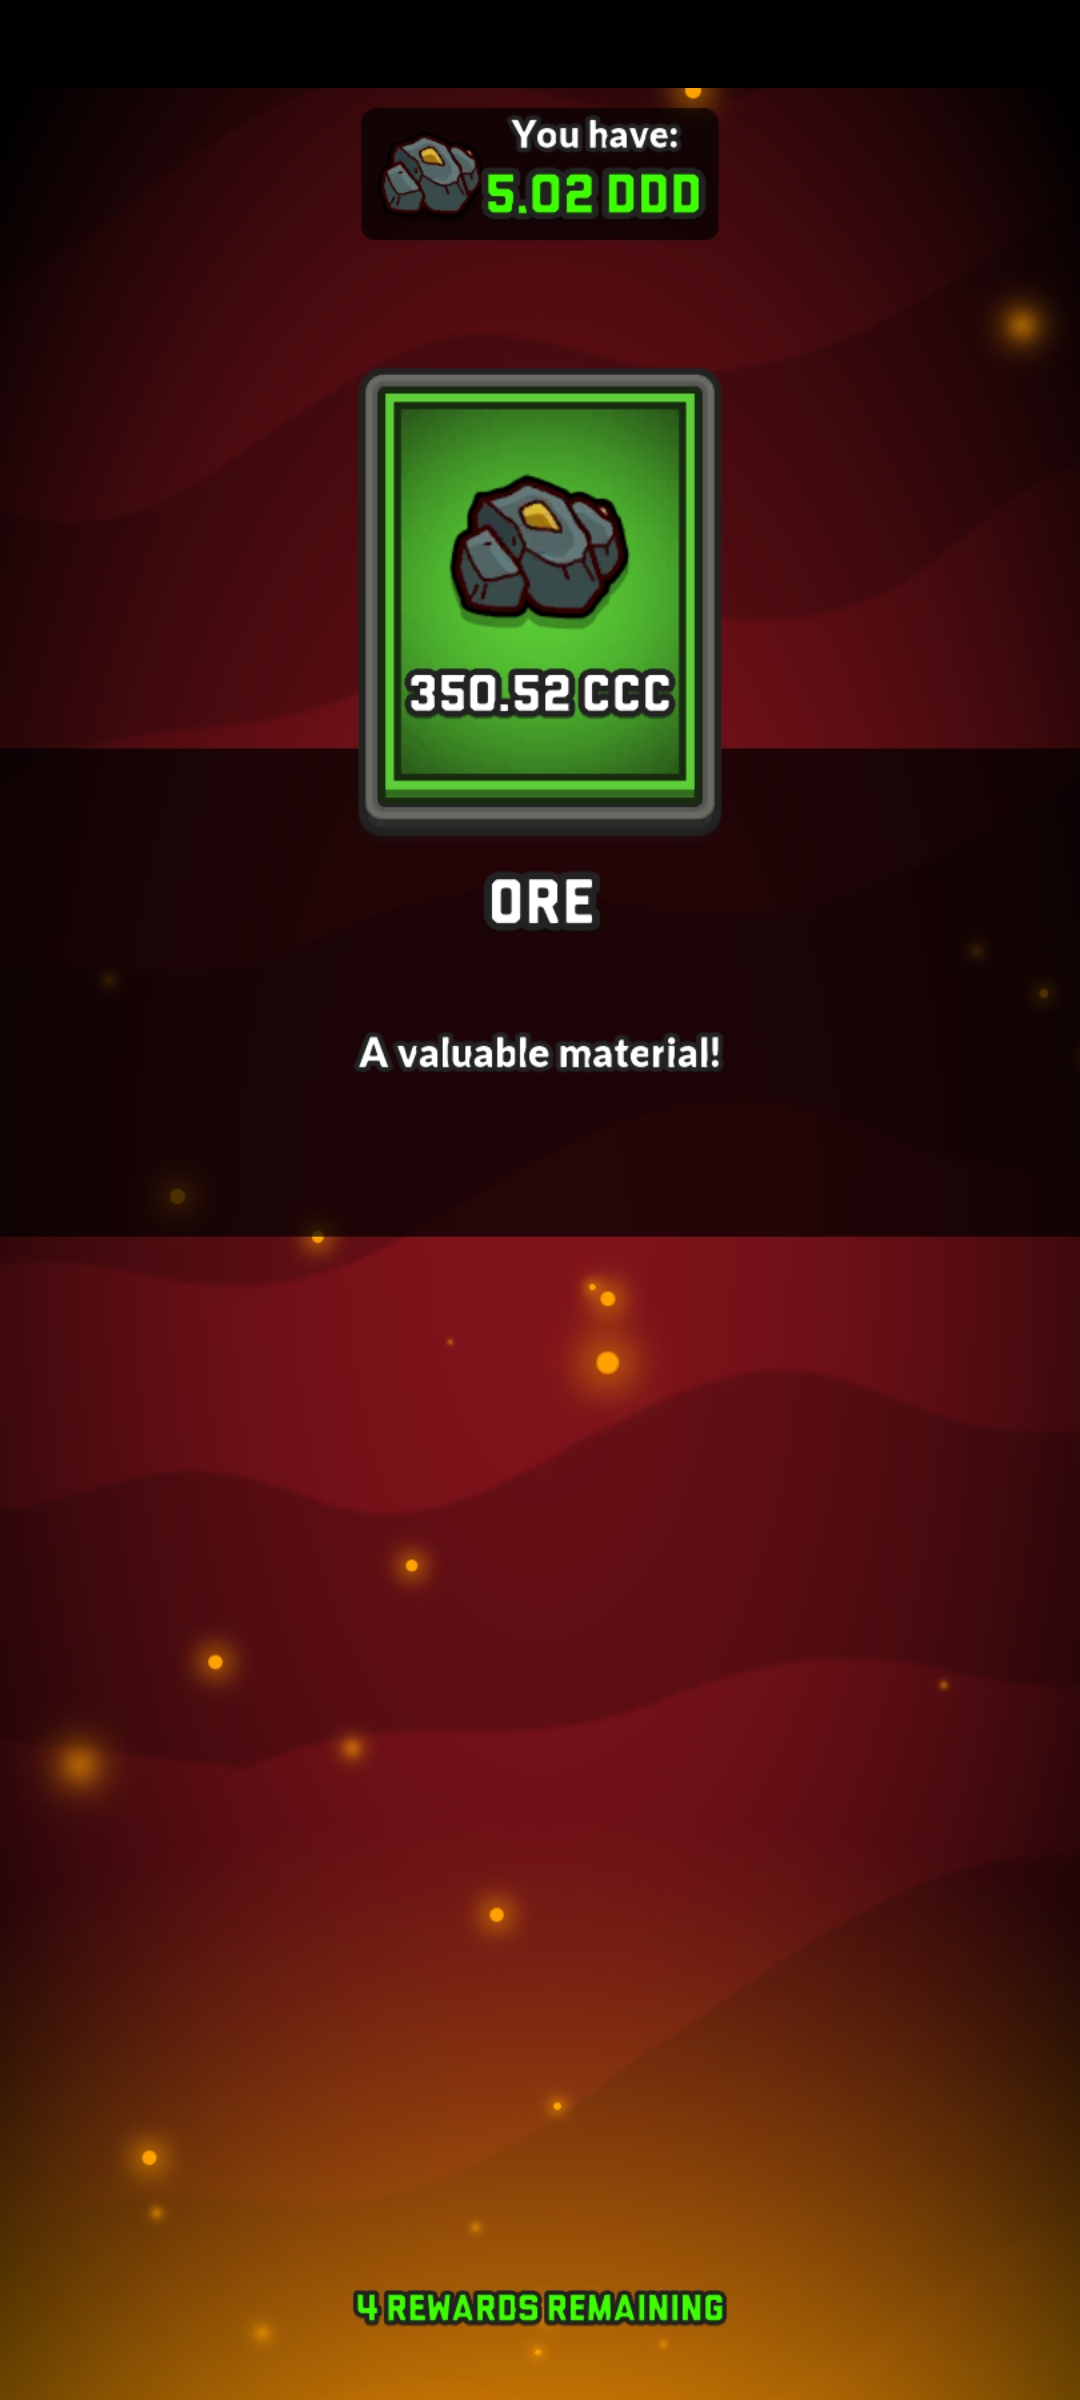 You have:
5.02 DDD
350.52 CCC
ORE
A valuable material!
4 REWARDS REMAINING